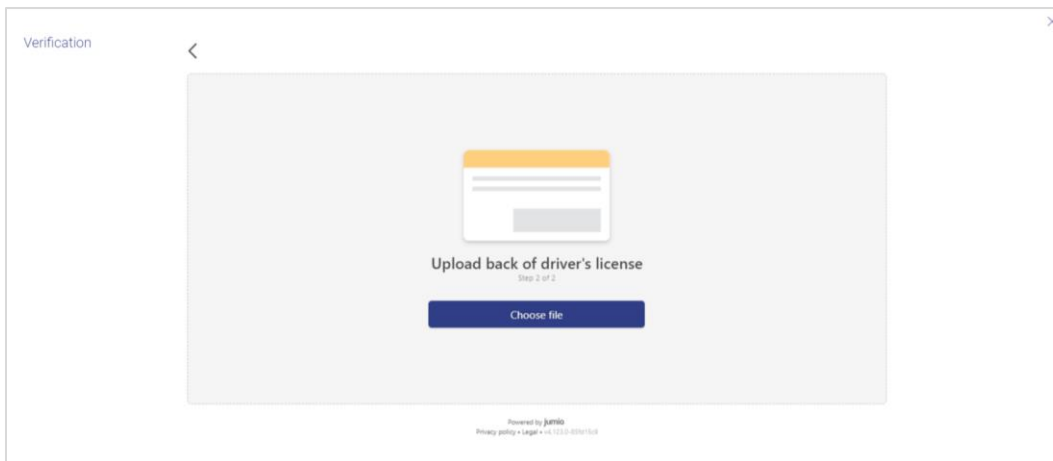 Verification
Upload back of driver's license
Step 2 of 2
Choose file
Powered by jumio
Privacy policy • Legal •